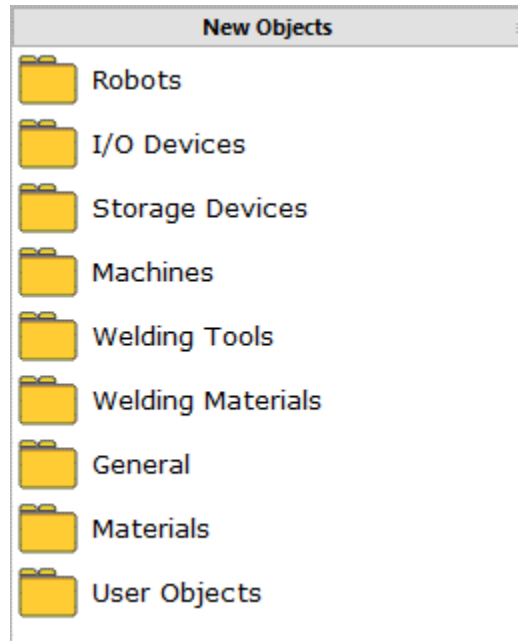 New Objects
Robots
I/O Devices
Storage Devices
Machines
Welding Tools
Welding Materials
General
Materials
User Objects